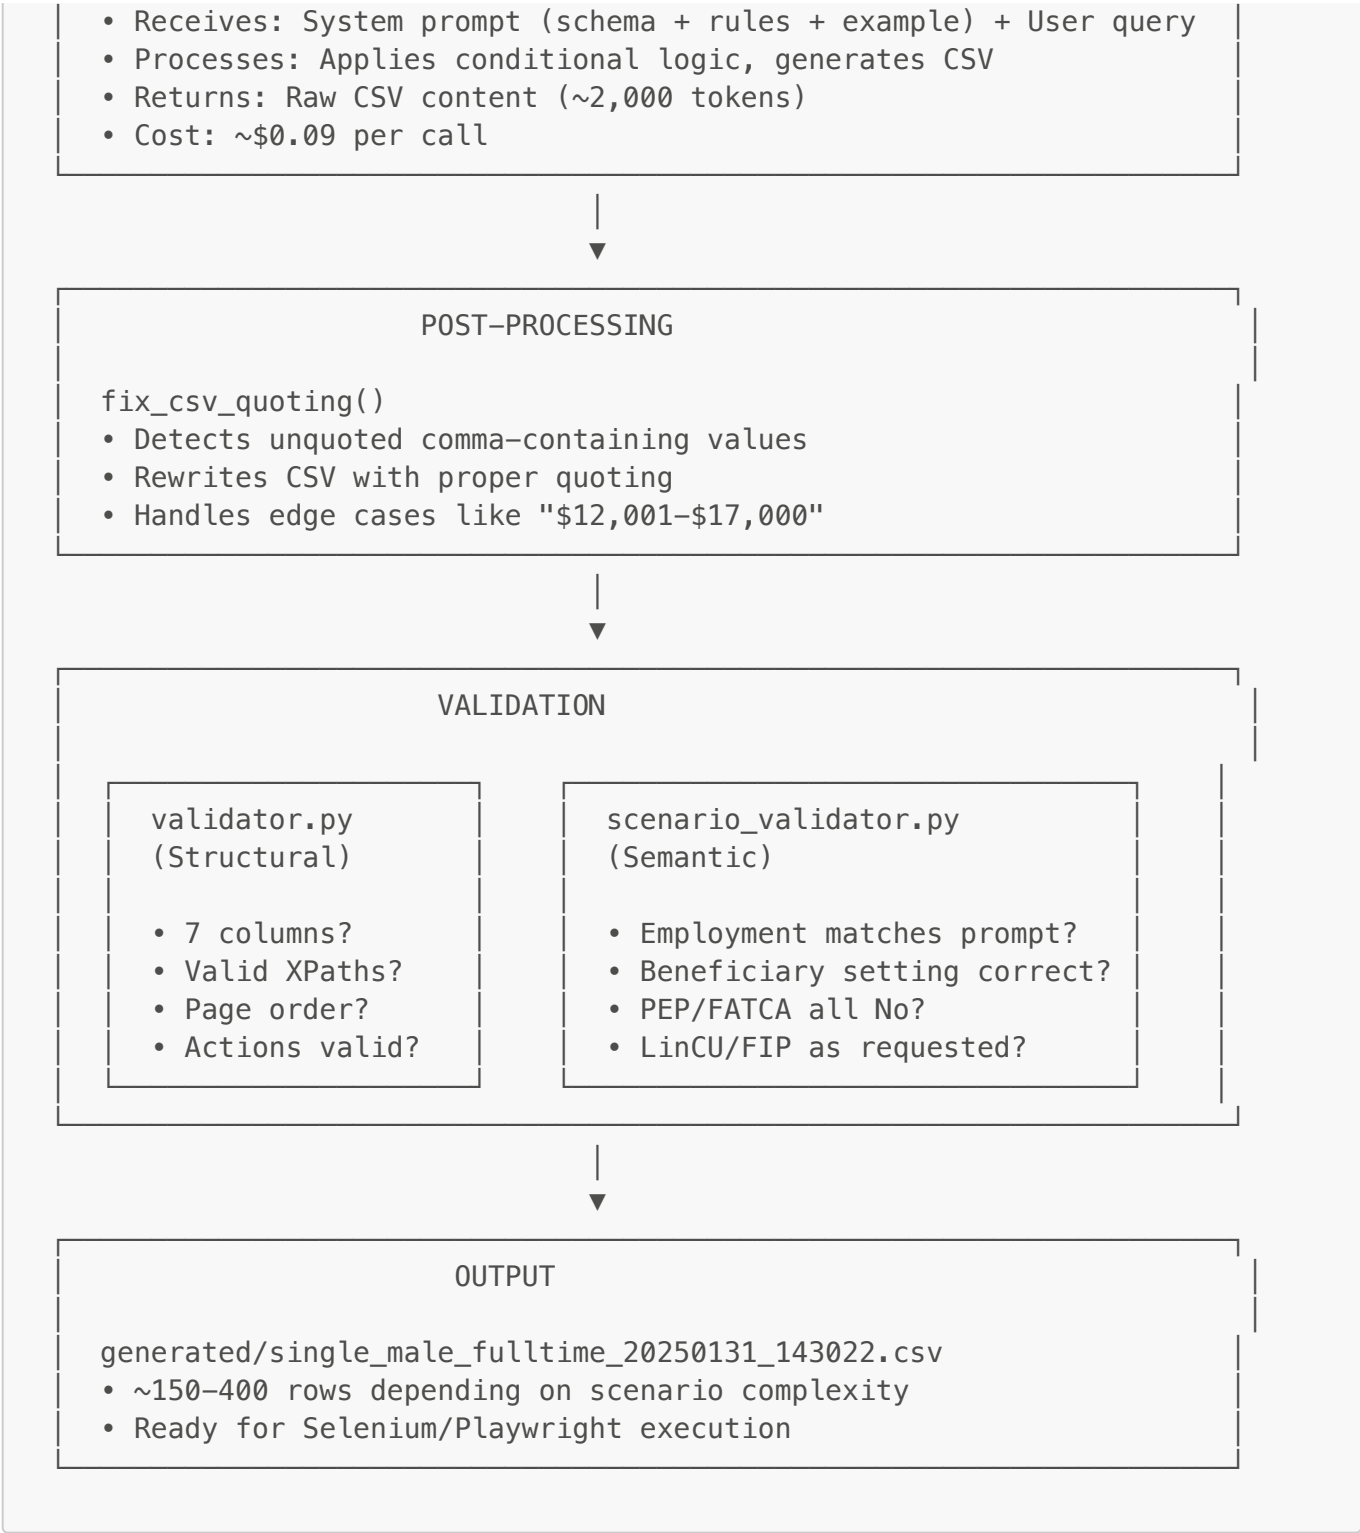 • Receives: System prompt (schema + rules + example) + User query
• Processes: Applies conditional logic, generates CSV
• Returns: Raw CSV content (~2,000 tokens)
• Cost: ~$0.09 per call
POST-PROCESSING
fix_csv_quoting()
• Detects unquoted comma-containing values
• Rewrites CSV with proper quoting
• Handles edge cases like "$12,001-$17,000"
VALIDATION
validator.py
(Structural)
• 7 columns?
• Valid XPaths?
• Page order?
• Actions valid?
scenario_validator.py
(Semantic)
• Employment matches prompt?
• Beneficiary setting correct?
• PEP/FATCA all No?
• LinCU/FIP as requested?
OUTPUT
generated/single_male_fulltime_20250131_143022.csv
• ~150-400 rows depending on scenario complexity
• Ready for Selenium/Playwright execution